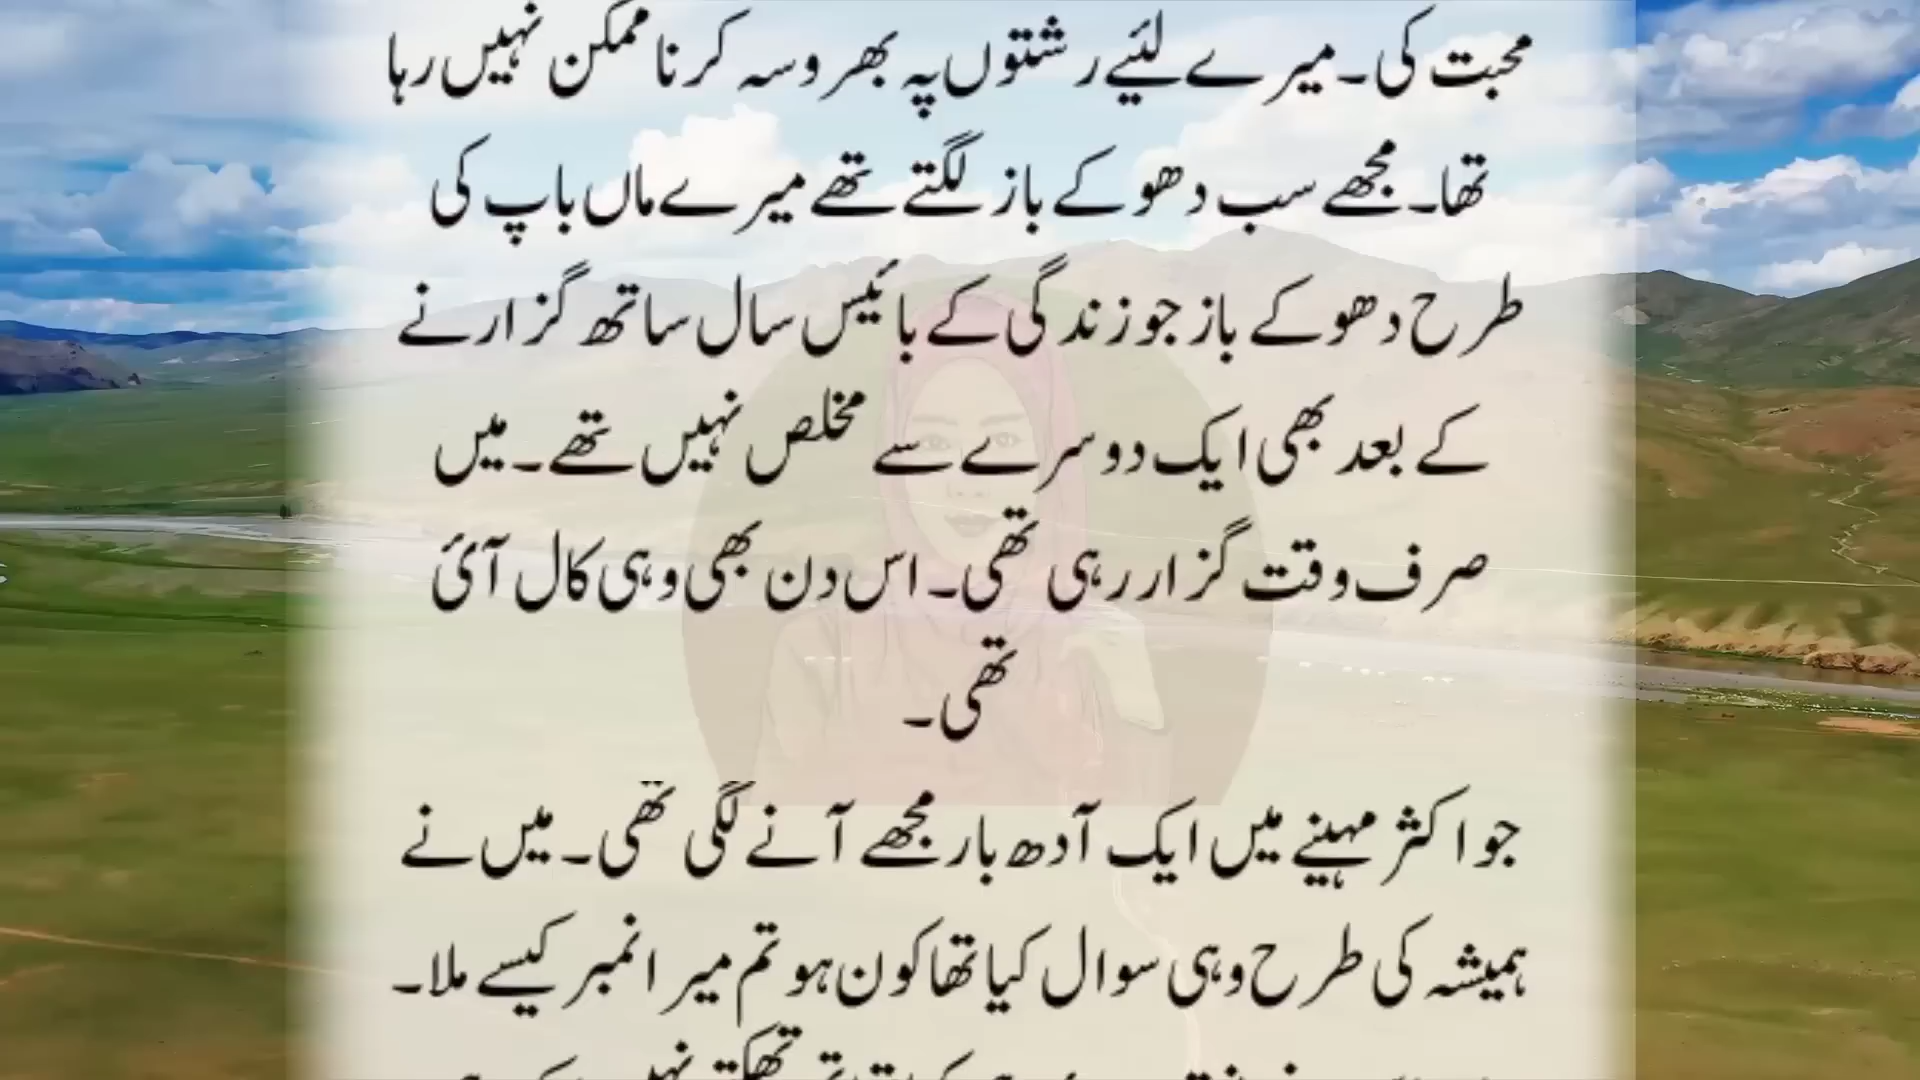 محبت کی۔ میرے لئیے رشتوں پہ بھروسہ کرنا ممکن نہیں رہا
تھا۔ مجھے سب دھوکے باز لگتے تھے میرے ماں باپ کی
طرح دھوکے باز جو زندگی کے بائیس سال ساتھ گزارنے
کے بعد بھی ایک دوسرے سے مخلص نہیں تھے۔ میں
صرف وقت گزار رہی تھی۔ اس دن بھی وہی کال آئ
تھی۔
جو اکثر مہینے میں ایک آدھ بار مجھے آنے لگی تھی۔ میں نے
ہمیشہ کی طرح وہی سوال کیا تھا کون ہو تم میرا نمبر کیسے ملا۔
تھکتے نہیں